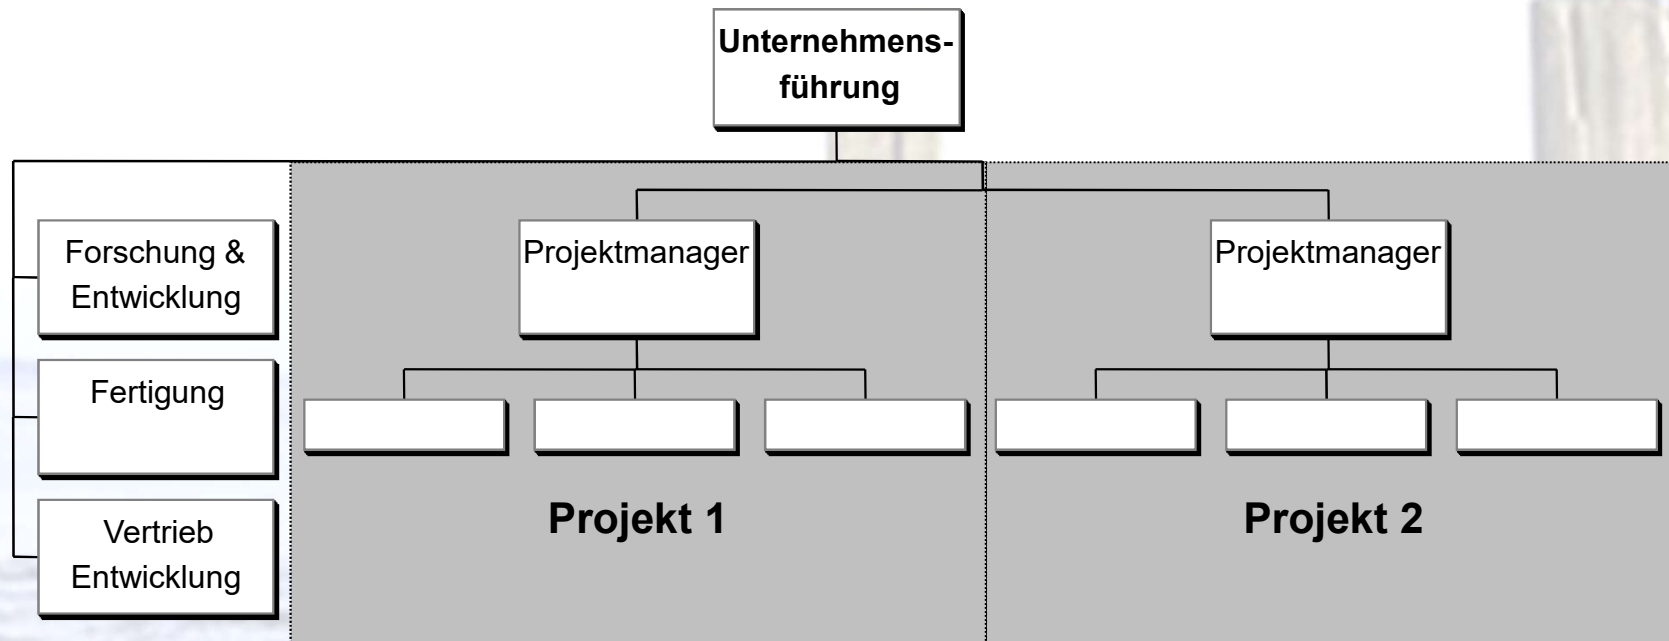 Unternehmens-
führung
Forschung &
Entwicklung
Fertigung
Vertrieb
Entwicklung
Projektmanager
Projekt 1
Projektmanager
Projekt 2